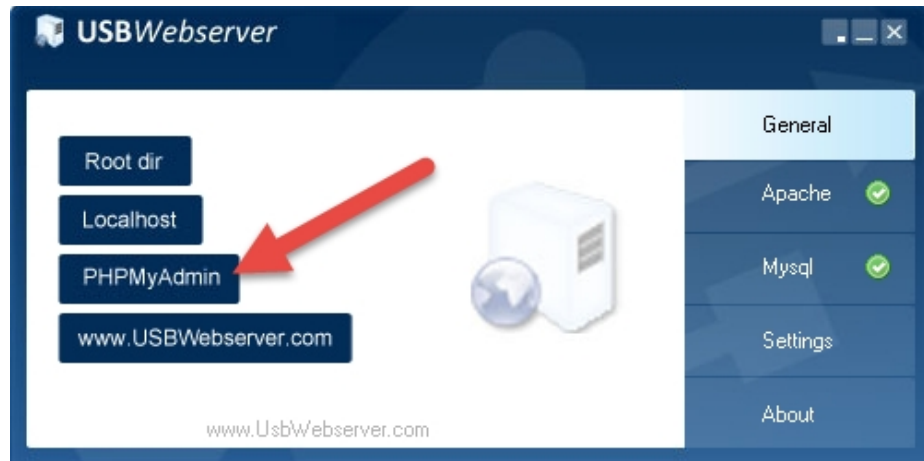 USBWebserver
General
Root dir
Apache
Localhost
Mysql
PHPMyAdmin
www.USBWebserver.com
Settings
About
www.UsbWebserver.com